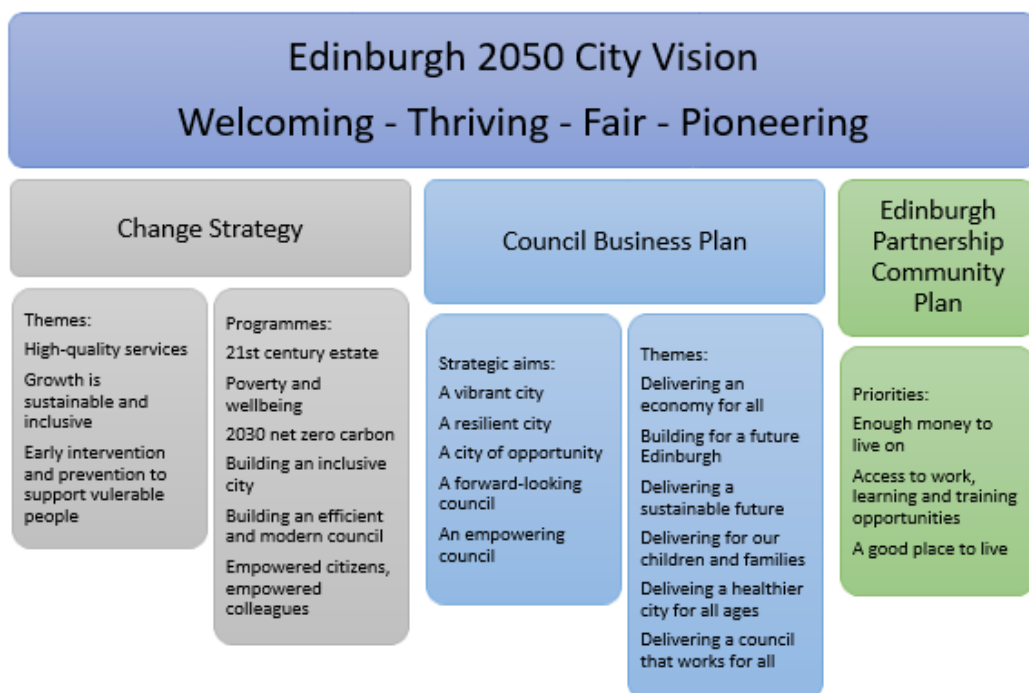 Edinburgh 2050 City Vision
Welcoming - Thriving - Fair - Pioneering
Change Strategy
Themes:
High-quality services
Growth is
sustainable and
inclusive
Early intervention
and prevention to
support vulerable
people
Programmes:
21st century estate
Poverty and
wellbeing
2030 net zero carbon
Building an inclusive
city
Building an efficient
and modern council
Empowered citizens,
empowered
colleagues
Council Business Plan
Strategic aims:
A vibrant city
A resilient city
A city of opportunity
A forward-looking
council
An empowering
council
Themes:
Delivering an
economy for all
Building for a future
Edinburgh
Delivering a
sustainable future
Delivering for our
children and families
Deliveing a healthier
city for all ages
Delivering a council
that works for all
Edinburgh
Partnership
Community
Plan
Priorities:
Enough money to
live on
Access to work,
learning and training
opportunities
A good place to live